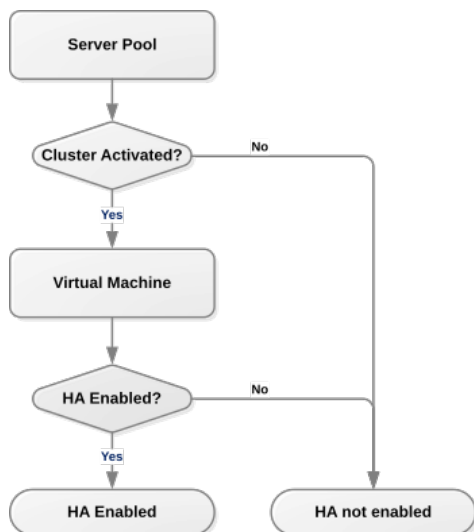 Server Pool
Cluster Activated?
No
Yes
Virtual Machine
HA Enabled?
No
Yes
HA Enabled
HA not enabled